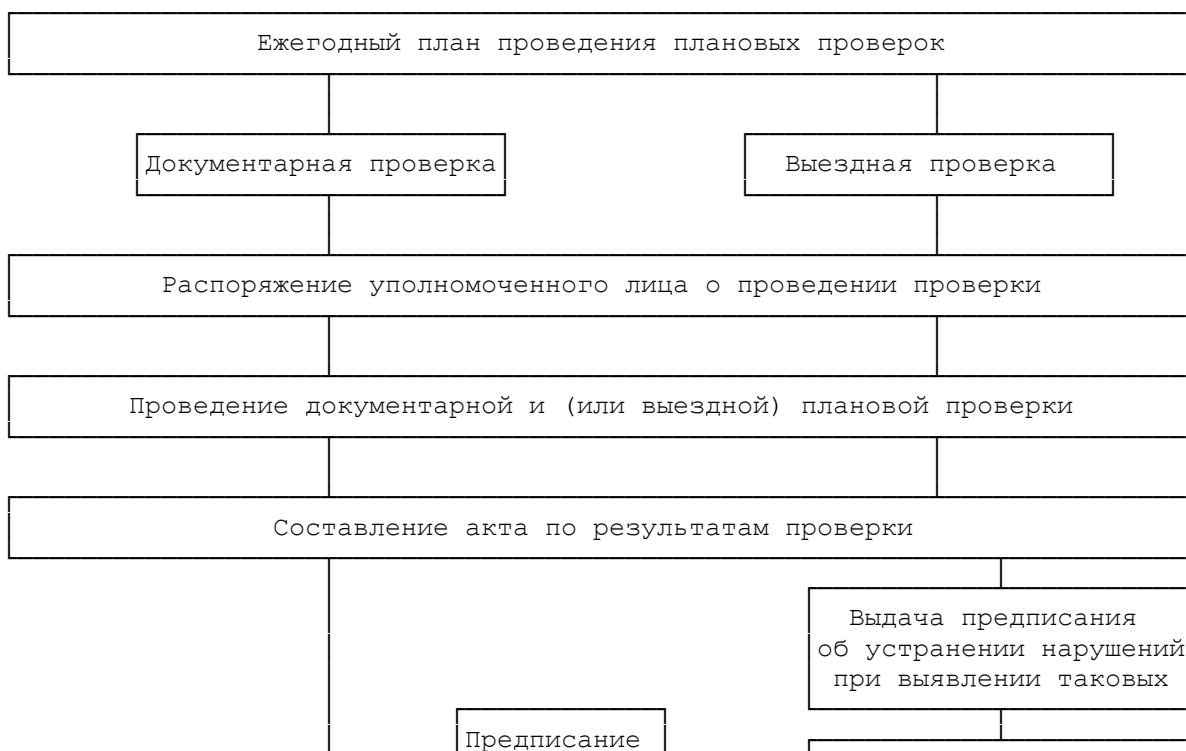 Ежегодный план проведения плановых проверок
Документарная проверка
Выездная проверка
Распоряжение уполномоченного лица о проведении проверки
Проведение документарной и (или выездной) плановой проверки
Составление акта по результатам проверки
Выдача предписания
об устранении нарушений
при выявлении таковых
Предписание